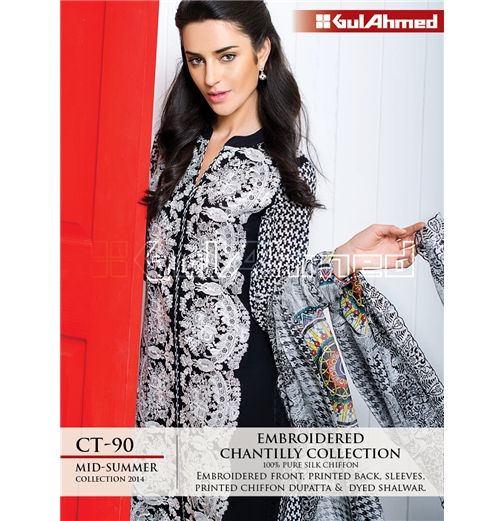 GulAhmed
GulAhmed
CT-90
MID-SUMMER
COLLECTION 2014
EMBROIDERED
CHANTILLY COLLECTION
100% PURE SILK CHIFFON
EMBROIDERED FRONT, PRINTED BACK, SLEEVES,
PRINTED CHIFFON DUPATTA & DYED SHALWAR.